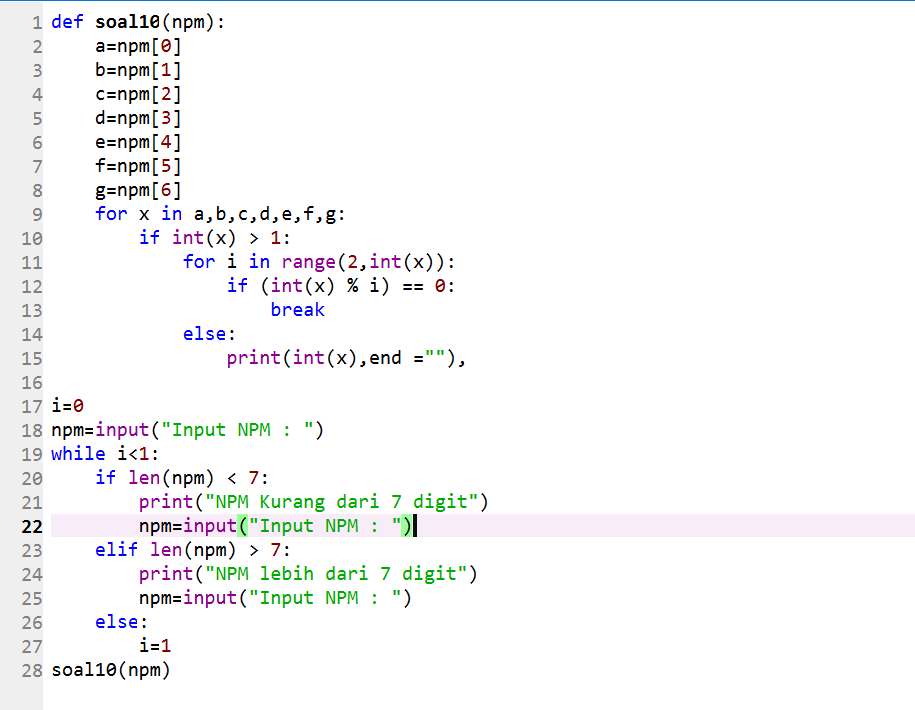 1 def soal10(npm):
2     a=npm[0]
3     b=npm[1]
4     c=npm[2]
5     d=npm[3]
6     e=npm[4]
7     f=npm[5]
8     g=npm[6]
9     for x in a,b,c,d,e,f,g:
10         if int(x) > 1:
11             for i in range(2,int(x)):
12                 if (int(x) % i) == 0:
13                     break
14             else:
15                 print(int(x),end =""),
16
17 i=0
18 npm=input("Input NPM : ")
19 while i<1:
20     if len(npm) < 7:
21         print("NPM Kurang dari 7 digit")
22         npm=input("Input NPM : ")
23     elif len(npm) > 7:
24         print("NPM lebih dari 7 digit")
25         npm=input("Input NPM : ")
26     else:
27         i=1
28 soal10(npm)